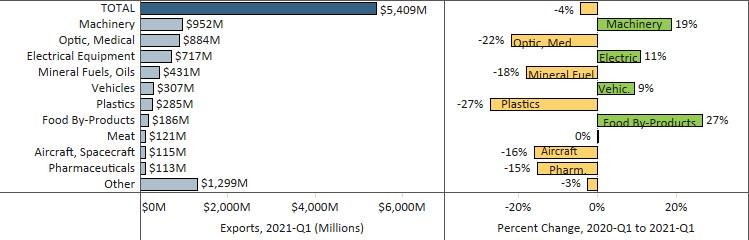 TOTAL $5,409M -4%
Machinery $952M Machinery 19%
Optic, Medical $884M -22% Optic, Med
Electrical Equipment $717M Electric 11%
Mineral Fuels, Oils $431M -18% Mineral Fuel
Vehicles $307M Vehic. 9%
Plastics $285M -27% Plastics
Food By-Products $186M Food By-Products 27%
Meat $121M 0%
Aircraft, Spacecraft $115M -16% Aircraft
Pharmaceuticals $113M -15% Pharm.
Other $1,299M -3%
$0M $2,000M $4,000M $6,000M -20% 0% 20%
Exports, 2021-Q1 (Millions) Percent Change, 2020-Q1 to 2021-Q1